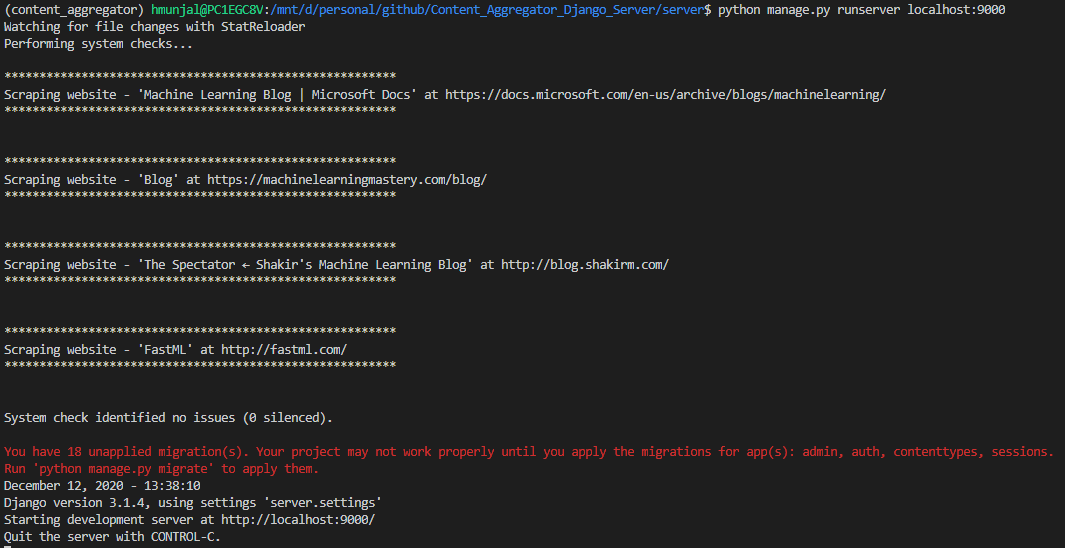 (content_aggregator) hmunjal@PC1EGC8V:/mnt/d/personal/github/Content_Aggregator_Django_Server/server$ python manage.py runserver localhost:9000
Watching for file changes with StatReloader
Performing system checks...
********************************************************
Scraping website - 'Machine Learning Blog | Microsoft Docs' at https://docs.microsoft.com/en-us/archive/blogs/machinelearning/
********************************************************
********************************************************
Scraping website - 'Blog' at https://machinelearningmastery.com/blog/
********************************************************
********************************************************
Scraping website - 'The Spectator ← Shakir's Machine Learning Blog' at http://blog.shakirm.com/
********************************************************
********************************************************
Scraping website - 'FastML' at http://fastml.com/
********************************************************
System check identified no issues (0 silenced).
You have 18 unapplied migration(s). Your project may not work properly until you apply the migrations for app(s): admin, auth, contenttypes, sessions.
Run 'python manage.py migrate' to apply them.
December 12, 2020 - 13:38:10
Django version 3.1.4, using settings 'server.settings'
Starting development server at http://localhost:9000/
Quit the server with CONTROL-C.